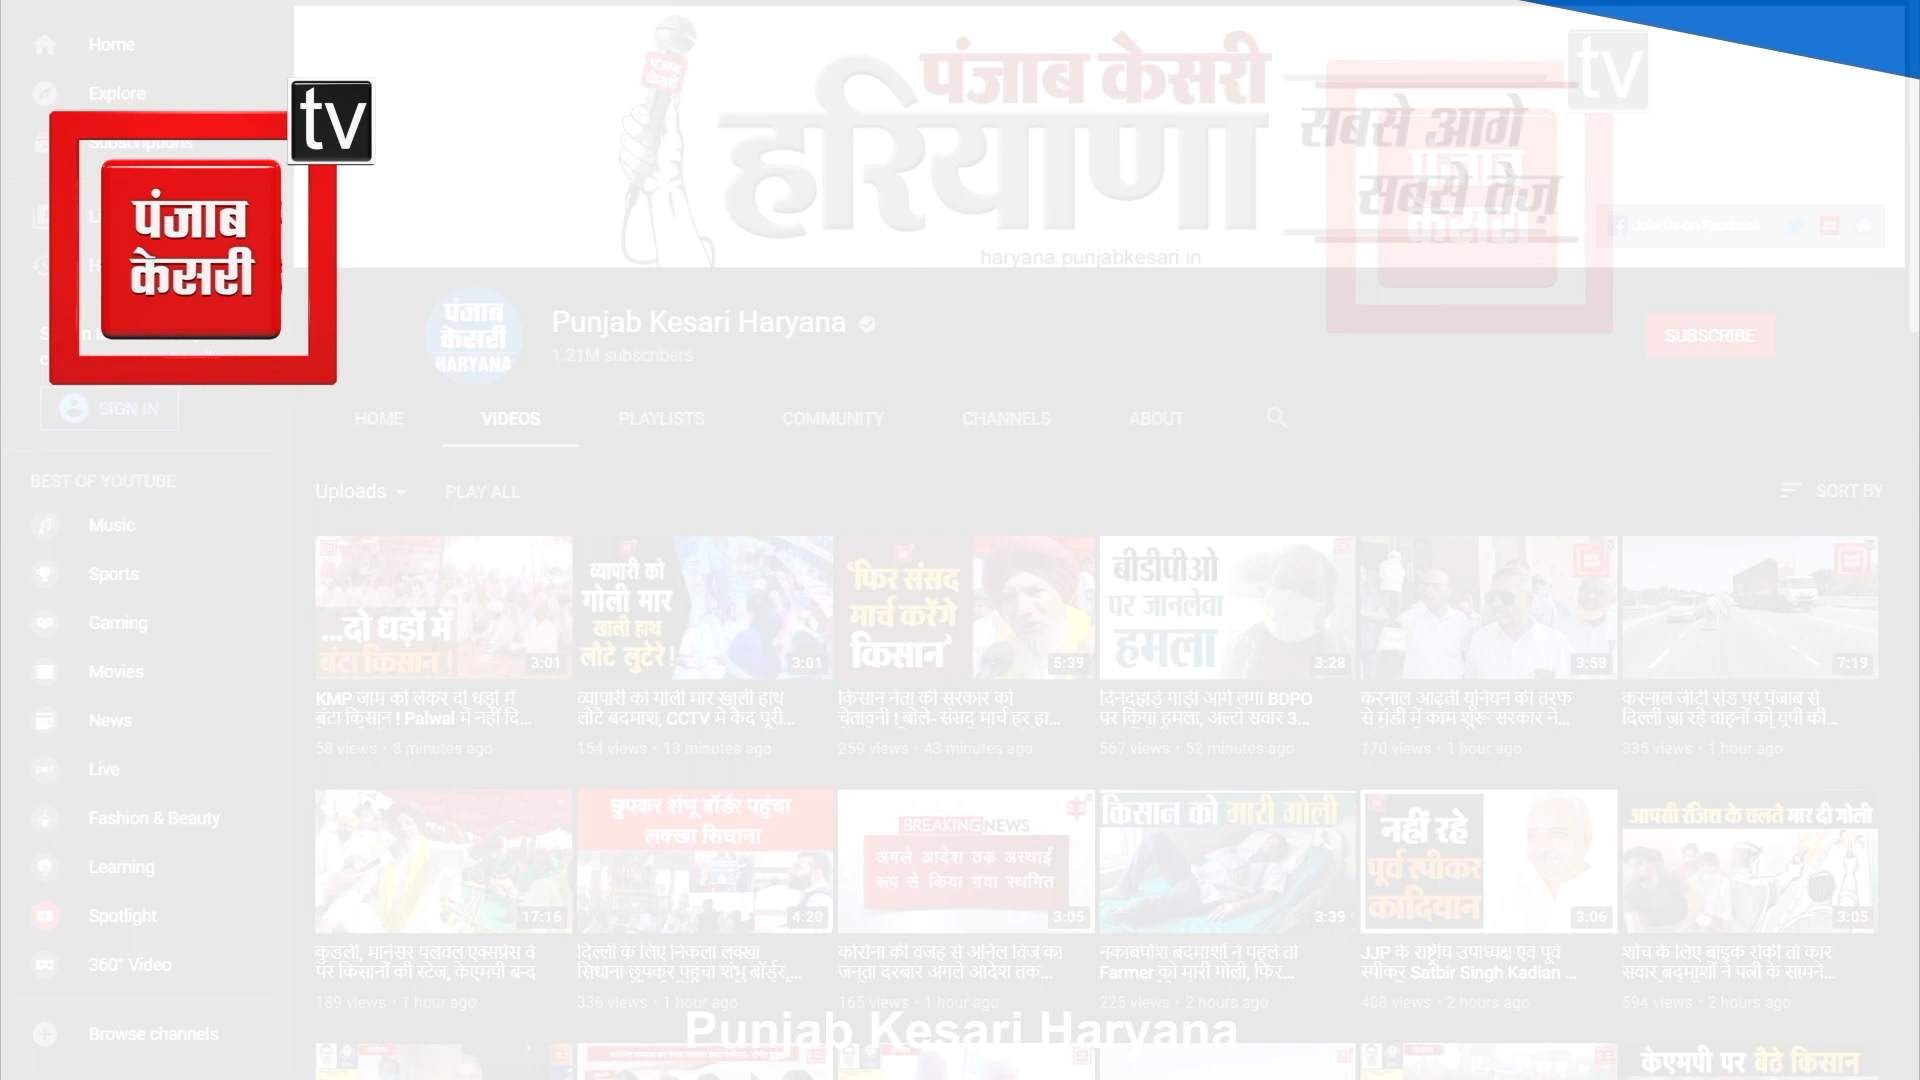 Home
Explore
Subscriptions
tv
पंजाब
केसरी
SIGN IN
BEST OF YOUTUBE
Music
Sports
Gaming
Movies
News
Live
Fashion & Beauty
Learning
Spotlight
360° Video
Browse channels
पंजाब केसरी
हरियाणा
haryana.punjabkesari.in
सबसे आगे
सबसे तेज़
tv
पंजाब
केसरी
Join Us On Facebook
पंजाब
केसरी
HARYANA
Punjab Kesari Haryana
1.21M subscribers
SUBSCRIBE
HOME VIDEOS PLAYLISTS COMMUNITY CHANNELS ABOUT
Uploads PLAY ALL SORT BY
...दो धड़ों में
बंटा किसान !
3:01
KMP जाम को लेकर दो धड़ों में
बंटा किसान ! Palwal में नहीं दि...
58 views • 8 minutes ago
व्यापारी को
गोली मार
खाली हाथ
लौटे लुटेरे !
3:01
व्यापारी को गोली मार खाली हाथ
लौटे बदमाश, CCTV में कैद पूरी...
154 views • 13 minutes ago
'फिर संसद
मार्च करेंगे
किसान'
5:39
किसान नेता की सरकार को
चेतावनी ! बोले- संसद मार्च हर हा...
259 views • 43 minutes ago
बीडीपीओ
पर जानलेवा
हमला
3:28
दिनदहाड़े गाड़ी आगे लगा BDPO
पर किया हमला, अल्टो सवार 3...
567 views • 52 minutes ago
3:58
करनाल आढ़ती यूनियन की तरफ
से मंडी में काम शुरू सरकार ने...
170 views • 1 hour ago
7:19
करनाल जीटी रोड पर पंजाब से
दिल्ली जा रहे वाहनों को यूपी की...
335 views • 1 hour ago
17:16
कुंडली, मानेसर पलवल एक्सप्रेस वे
पर किसानों की स्टेज, केएमपी बन्द
189 views • 1 hour ago
छुपकर शंभू बॉर्डर पहुंचा
लक्खा सिधाना
4:20
दिल्ली के लिए निकला लक्खा
सिधाना छुपकर पहुंचा शंभू बॉर्डर,...
336 views • 1 hour ago
BREAKING NEWS
अगले आदेश तक अस्थाई
रूप से किया गया स्थगित
3:05
कोरोना की वजह से अनिल विज का
जनता दरबार अगले आदेश तक...
165 views • 1 hour ago
किसान को मारी गोली
3:39
नकाबपोश बदमाशों ने पहले तो
Farmer को मारी गोली, फिर...
225 views • 2 hours ago
नहीं रहे
पूर्व स्पीकर
कादियान
3:06
JJP के राष्ट्रीय उपाध्यक्ष एवं पूर्व
स्पीकर Satbir Singh Kadian ...
408 views • 2 hours ago
आपसी रंजिश के चलते मार दी गोली
3:05
शौच के लिए बाइक रोकी तो कार
सवार बदमाशों ने पत्नी के सामने...
594 views • 2 hours ago
Punjab Kesari Haryana
केएमपी पर बैठे किसान